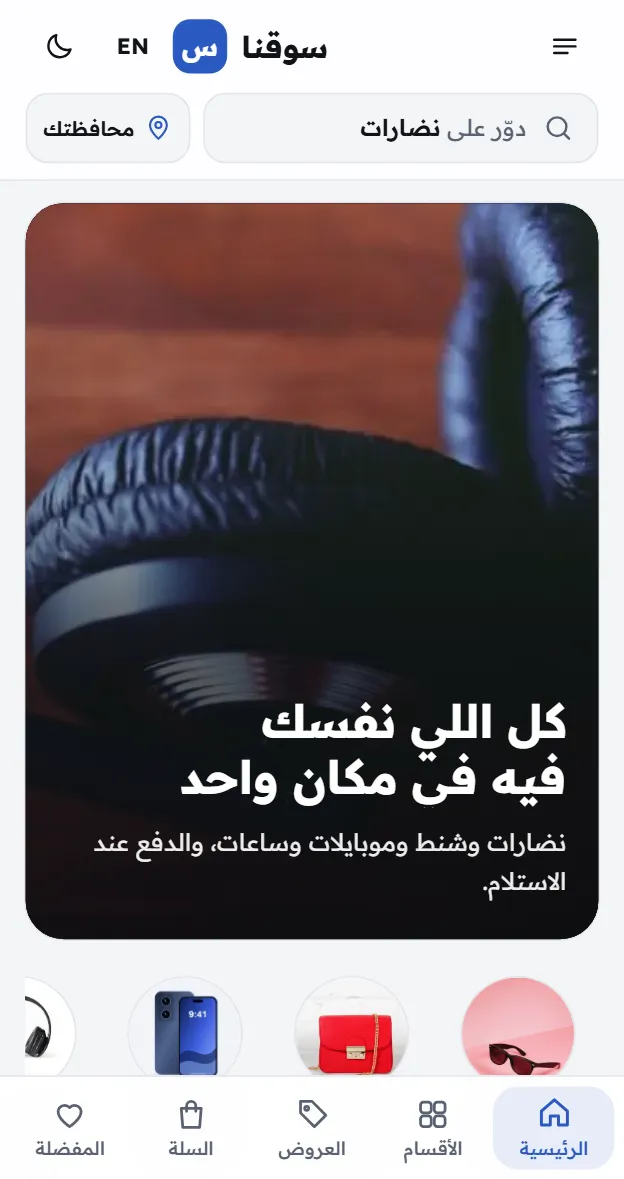 سوقنا
س
EN
دوّر على نضارات
محافظتك
كل اللي نفسك
فيه في مكان واحد
نضارات وشنط وموبايلات وساعات، والدفع عند
الاستلام.
9:41
الرئيسية
الأقسام
العروض
السلة
المفضلة